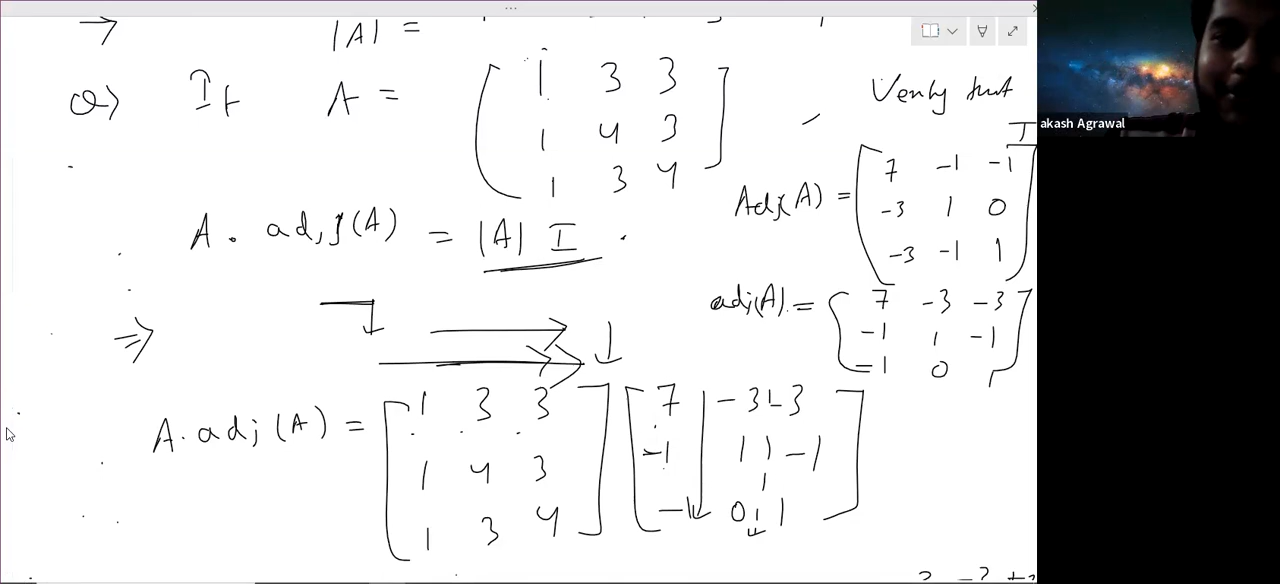 → |A| =
Q) If A = [ 1 3 3 , Verify that
1 4 3
1 3 4 ]
akash Agrawal
Adj(A) = [ 7 -1 -1
-3 1 0
-3 -1 1 ]T
A. adj(A) = |A| I .
adj(A). = [ 7 -3 -3
-1 1 -1
-1 0 1 ]
⇒
A. adj (A) = [ 1 3 3 ] [ 7 -3 -3
1 4 3 -1 1 -1
1 3 4 ] -1 0 1 ]